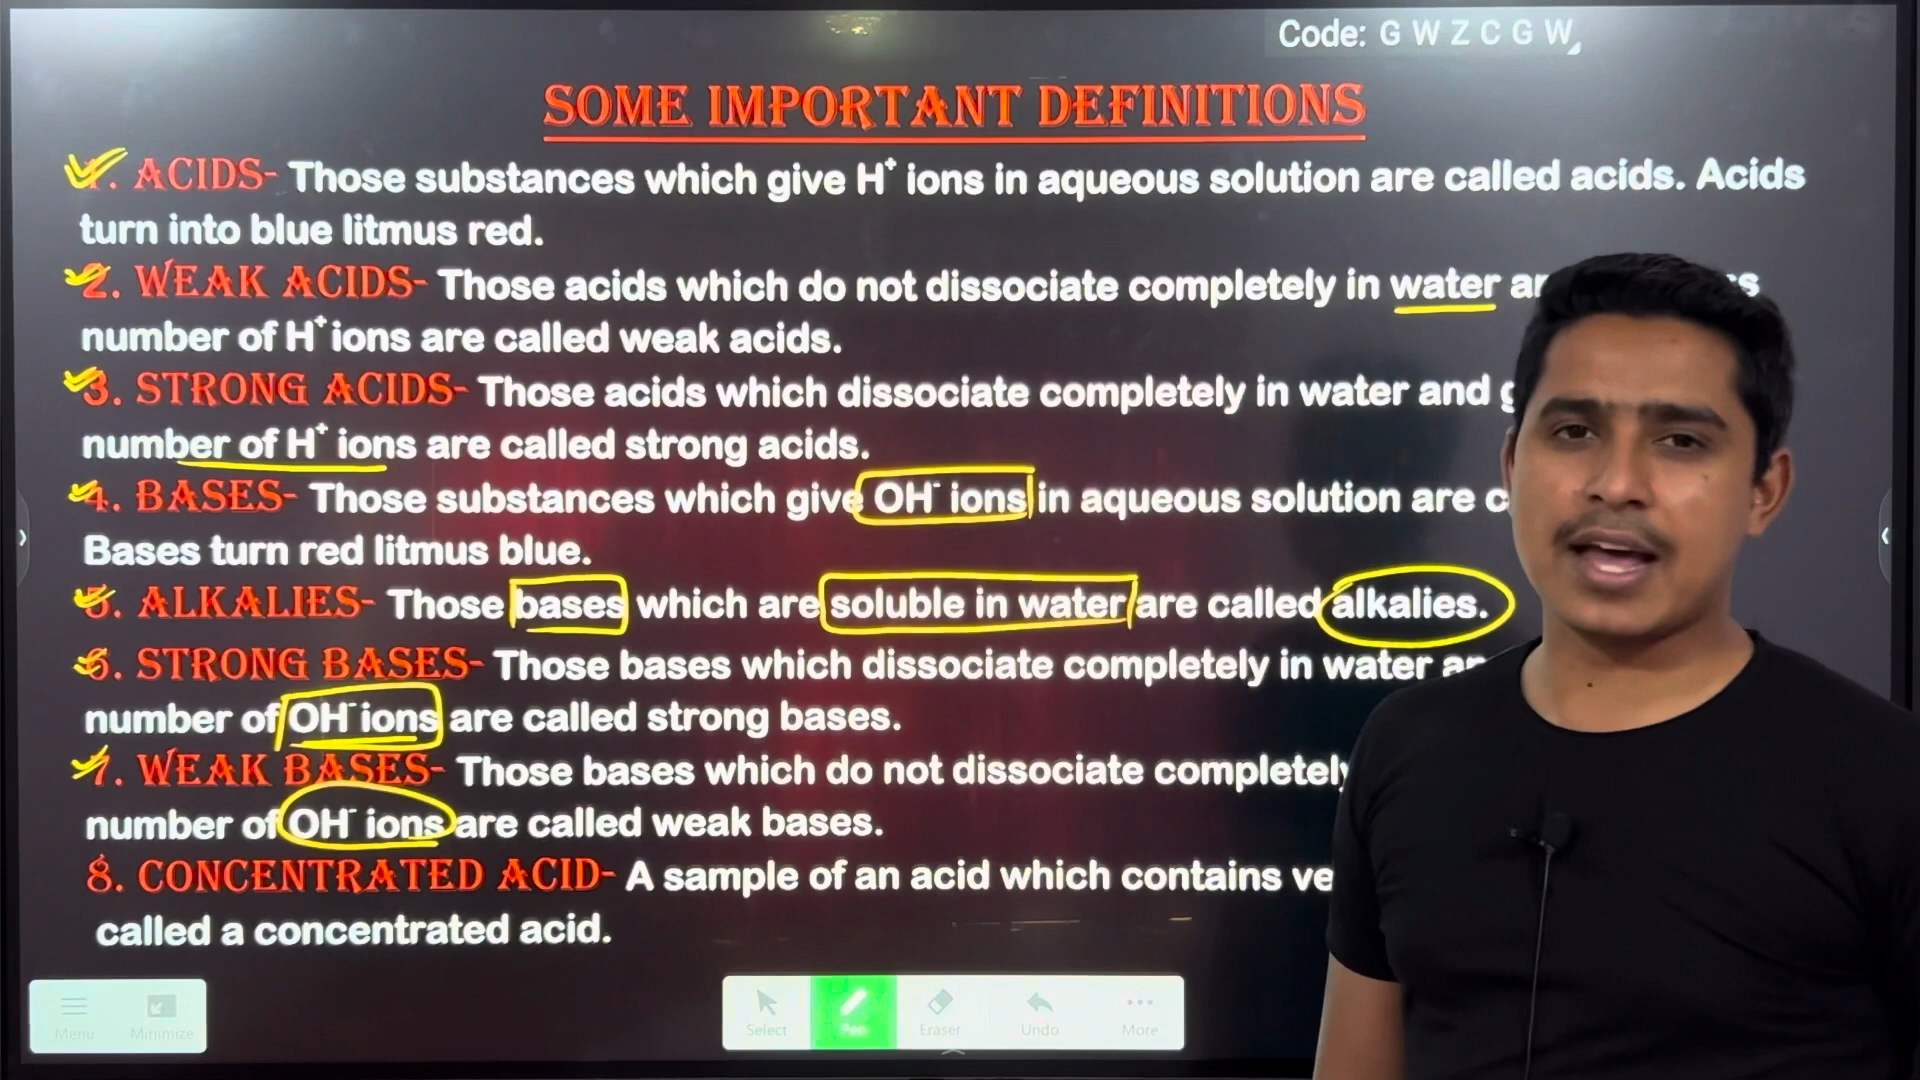 Code: G W Z C G W
SOME IMPORTANT DEFINITIONS
1. ACIDS- Those substances which give H⁺ ions in aqueous solution are called acids. Acids
turn into blue litmus red.
2. WEAK ACIDS- Those acids which do not dissociate completely in water
number of H⁺ ions are called weak acids.
3. STRONG ACIDS- Those acids which dissociate completely in water and
number of H⁺ ions are called strong acids.
4. BASES- Those substances which give OH⁻ ions in aqueous solution are
Bases turn red litmus blue.
5. ALKALIES- Those bases which are soluble in water are called alkalies.
6. STRONG BASES- Those bases which dissociate completely in water
number of OH⁻ ions are called strong bases.
7. WEAK BASES- Those bases which do not dissociate completely
number of OH⁻ ions are called weak bases.
8. CONCENTRATED ACID- A sample of an acid which contains
called a concentrated acid.
Menu Minimize Select Pen Eraser Undo More